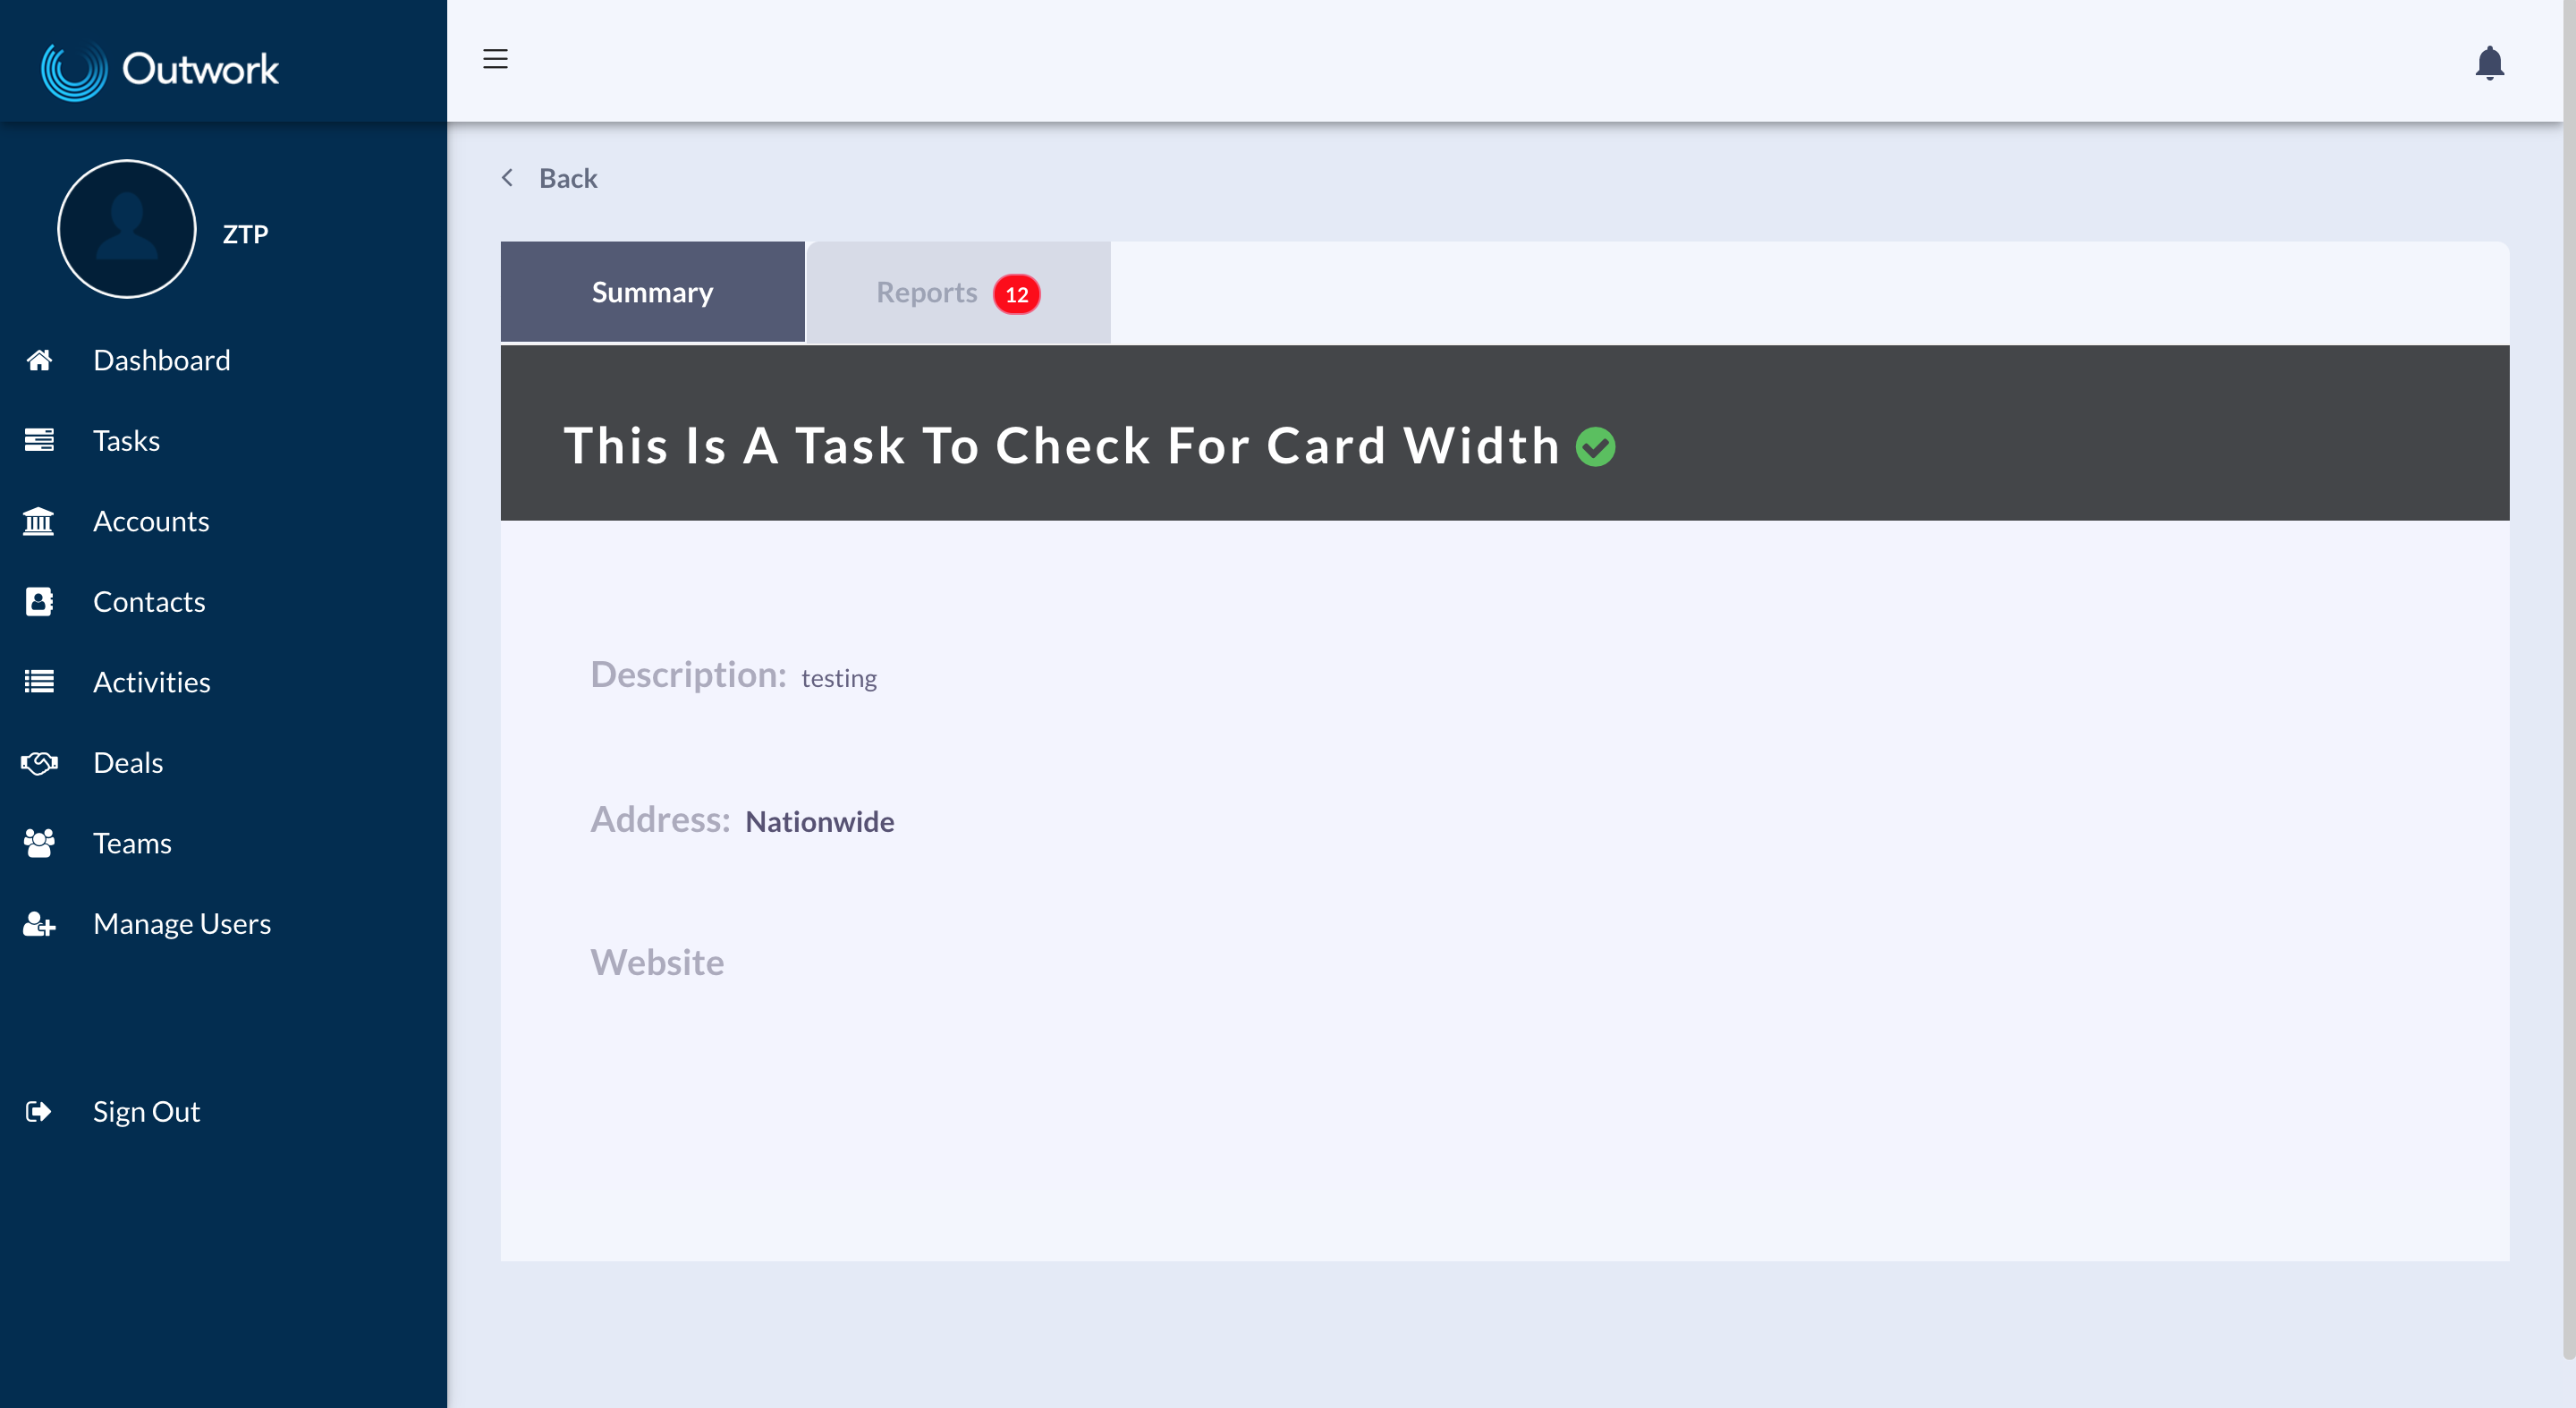 Outwork
ZTP
Dashboard
Tasks
Accounts
Contacts
Activities
Deals
Teams
Manage Users
Sign Out
Back
Summary
Reports 12
This Is A Task To Check For Card Width
Description: testing
Address: Nationwide
Website